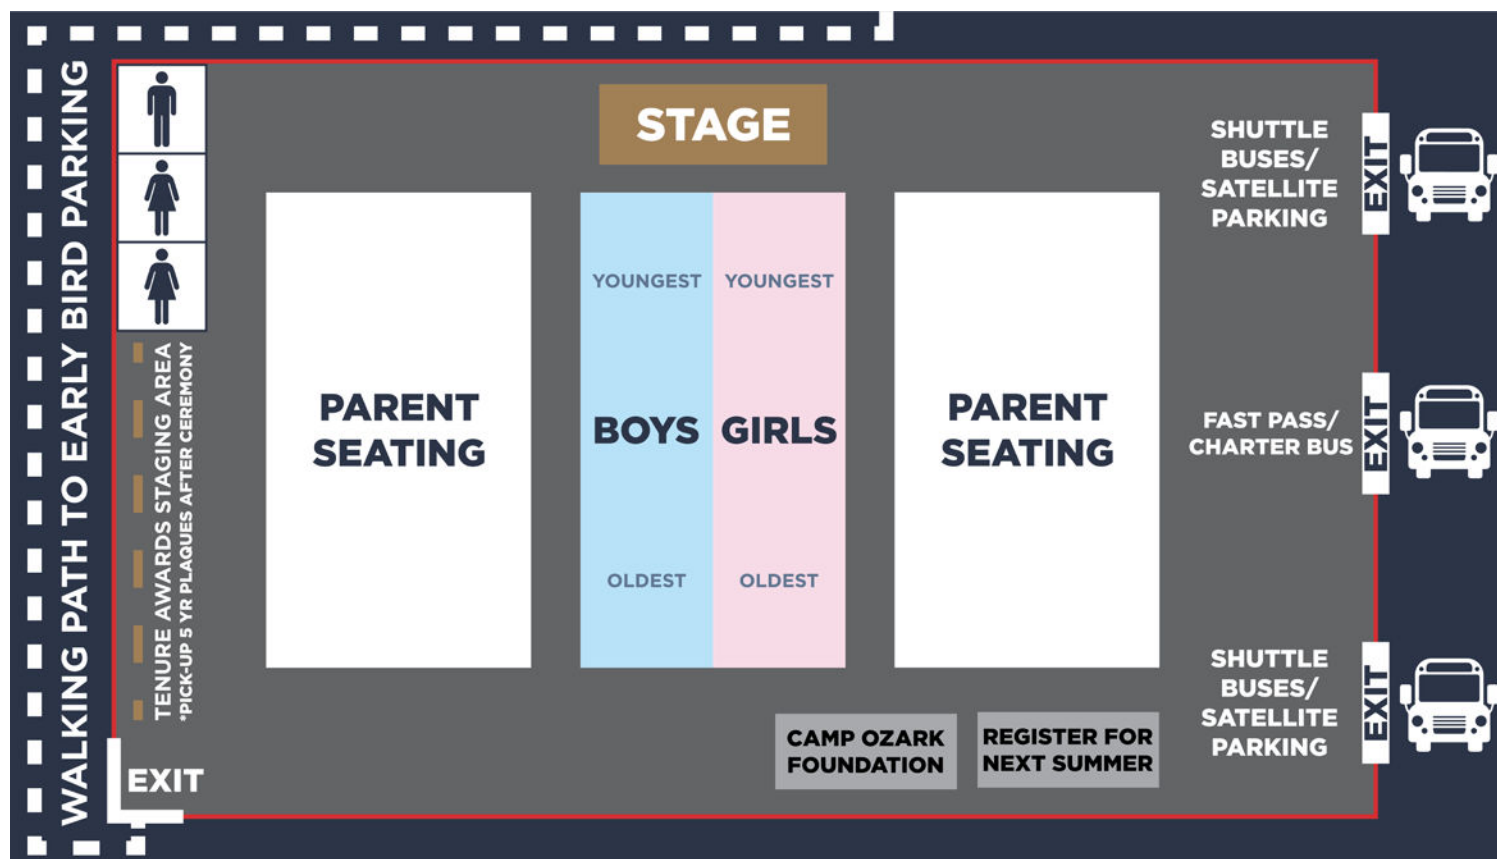 WALKING PATH TO EARLY BIRD PARKING
STAGE
SHUTTLE
BUSES/
SATELLITE
PARKING
EXIT
YOUNGEST
YOUNGEST
TENURE AWARDS STAGING AREA
*PICK-UP 5 YR PLAQUES AFTER CEREMONY
PARENT
SEATING
BOYS
GIRLS
PARENT
SEATING
FAST PASS/
CHARTER BUS
EXIT
OLDEST
OLDEST
SHUTTLE
BUSES/
SATELLITE
PARKING
EXIT
CAMP OZARK
FOUNDATION
REGISTER FOR
NEXT SUMMER
EXIT